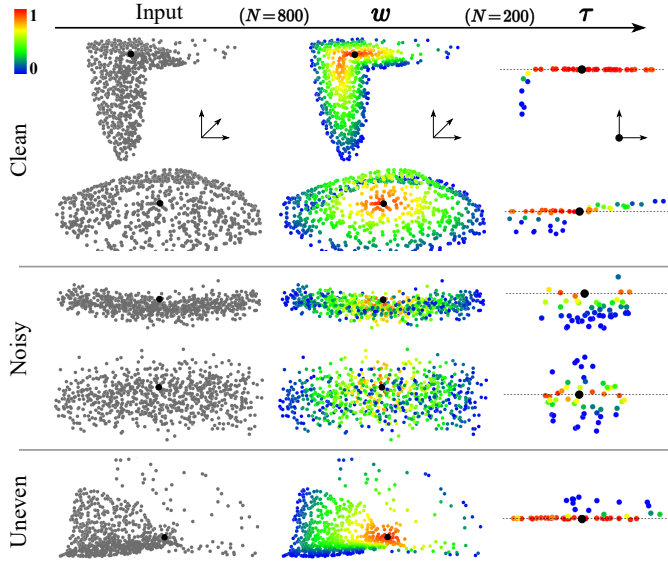 Input (N=800) w (N=200) τ
1
0
Clean
Noisy
Uneven